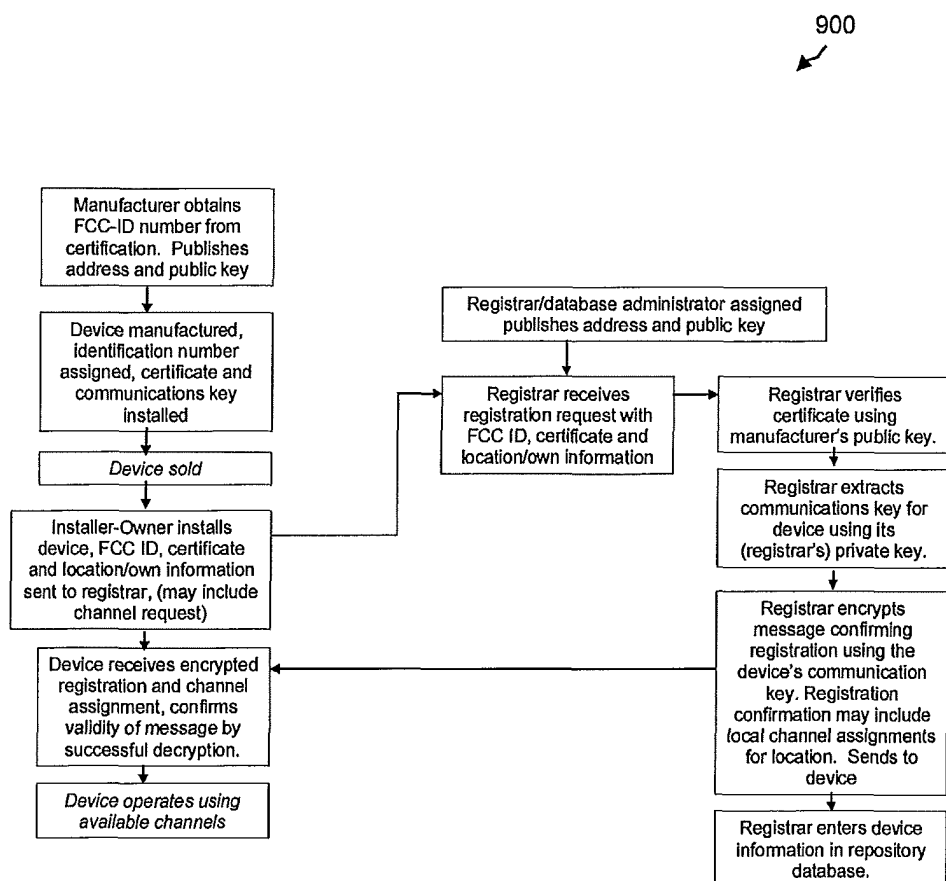 900
Manufacturer obtains
FCC-ID number from
certification. Publishes
address and public key
Device manufactured,
identification number
assigned, certificate and
communications key
installed
Device sold
Installer-Owner installs
device, FCC ID, certificate
and location/own information
sent to registrar, (may include
channel request)
Device receives encrypted
registration and channel
assignment, confirms
validity of message by
successful decryption.
Device operates using
available channels
Registrar/database administrator assigned
publishes address and public key
Registrar receives
registration request with
FCC ID, certificate and
location/own information
Registrar verifies
certificate using
manufacturer's public key.
Registrar extracts
communications key for
device using its
(registrar's) private key.
Registrar encrypts
message confirming
registration using the
device's communication
key. Registration
confirmation may include
local channel assignments
for location. Sends to
device
Registrar enters device
information in repository
database.